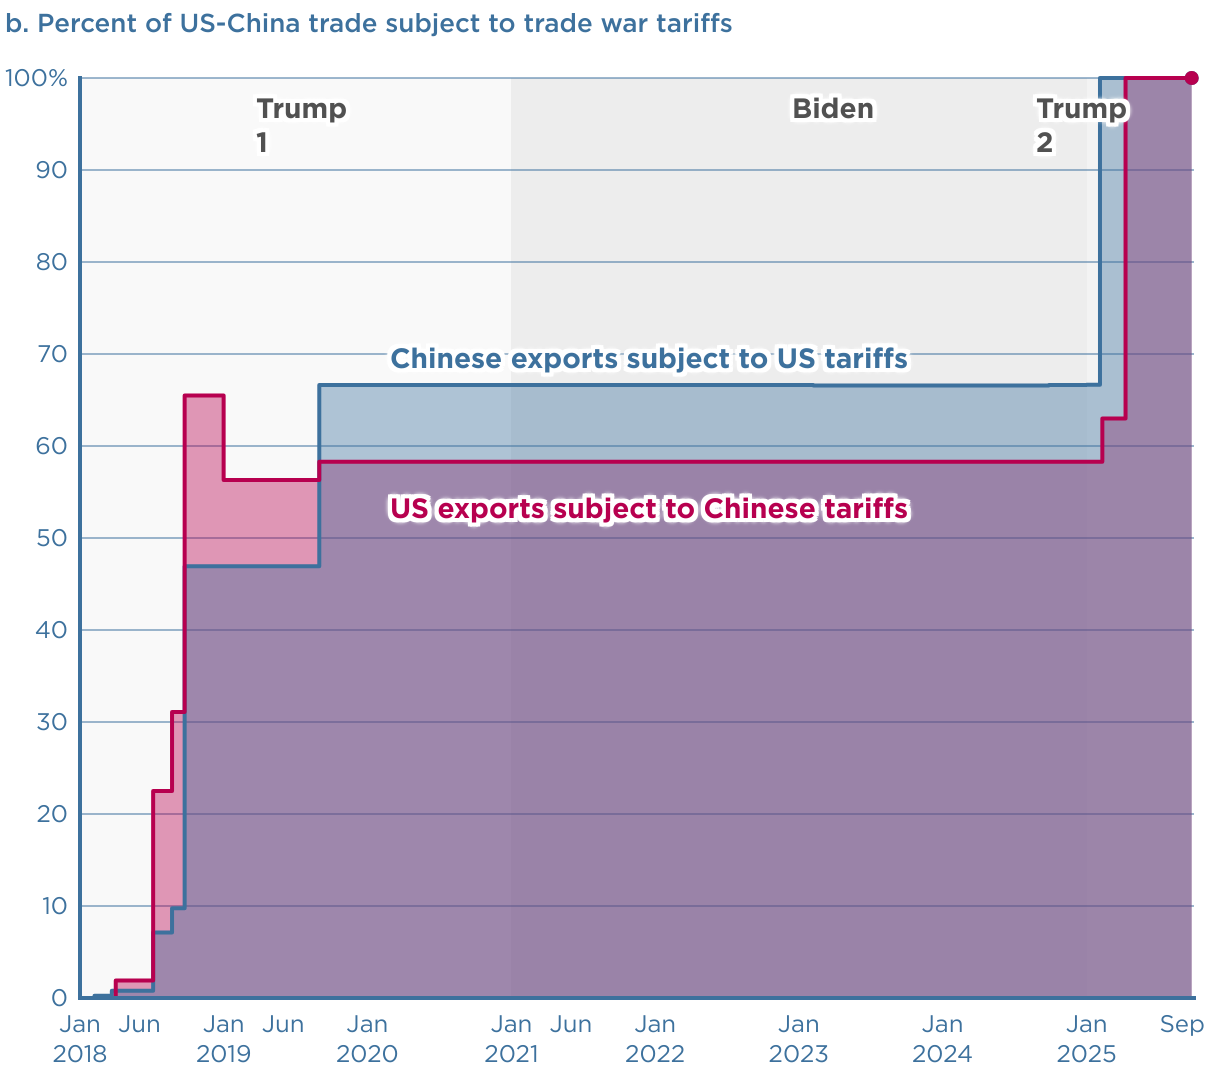 b. Percent of US-China trade subject to trade war tariffs
100%
Trump
1
Biden
Trump
2
90
80
70
Chinese exports subject to US tariffs
60
US exports subject to Chinese tariffs
50
40
30
20
10
0
Jan Jun Jan Jun Jan Jan Jun Jan Jan Jan Jan Sep
2018 2019 2020 2021 2022 2023 2024 2025